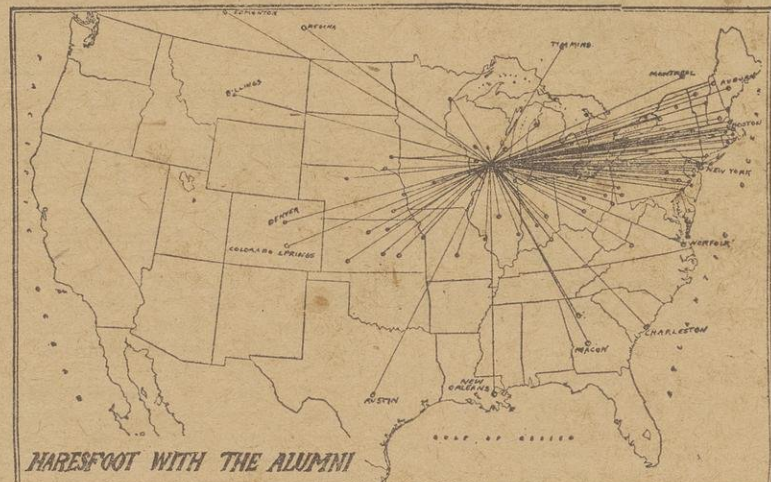 EDMONTON
REGINA
TIMMINS
MONTREAL
AUBURN
BILLINGS
BOSTON
NEW YORK
DENVER
NORFOLK
COLORADO SPRINGS
CHARLESTON
MACON
NEW
ORLEANS
AUSTIN
GULF OF MEXICO
HARESFOOT WITH THE ALUMNI